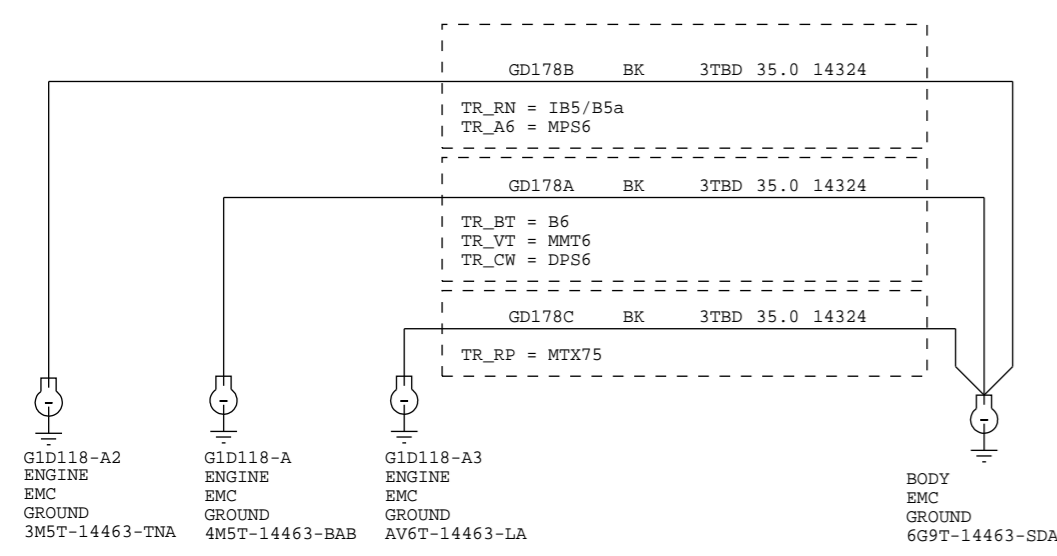 GD178B BK 3TBD 35.0 14324
TR_RN = IB5/B5a
TR_A6 = MPS6
GD178A BK 3TBD 35.0 14324
TR_BT = B6
TR_VT = MMT6
TR_CW = DPS6
GD178C BK 3TBD 35.0 14324
TR_RP = MTX75
G1D118-A2
ENGINE
EMC
GROUND
3M5T-14463-TNA
G1D118-A
ENGINE
EMC
GROUND
4M5T-14463-BAB
G1D118-A3
ENGINE
EMC
GROUND
AV6T-14463-LA
BODY
EMC
GROUND
6G9T-14463-SDA